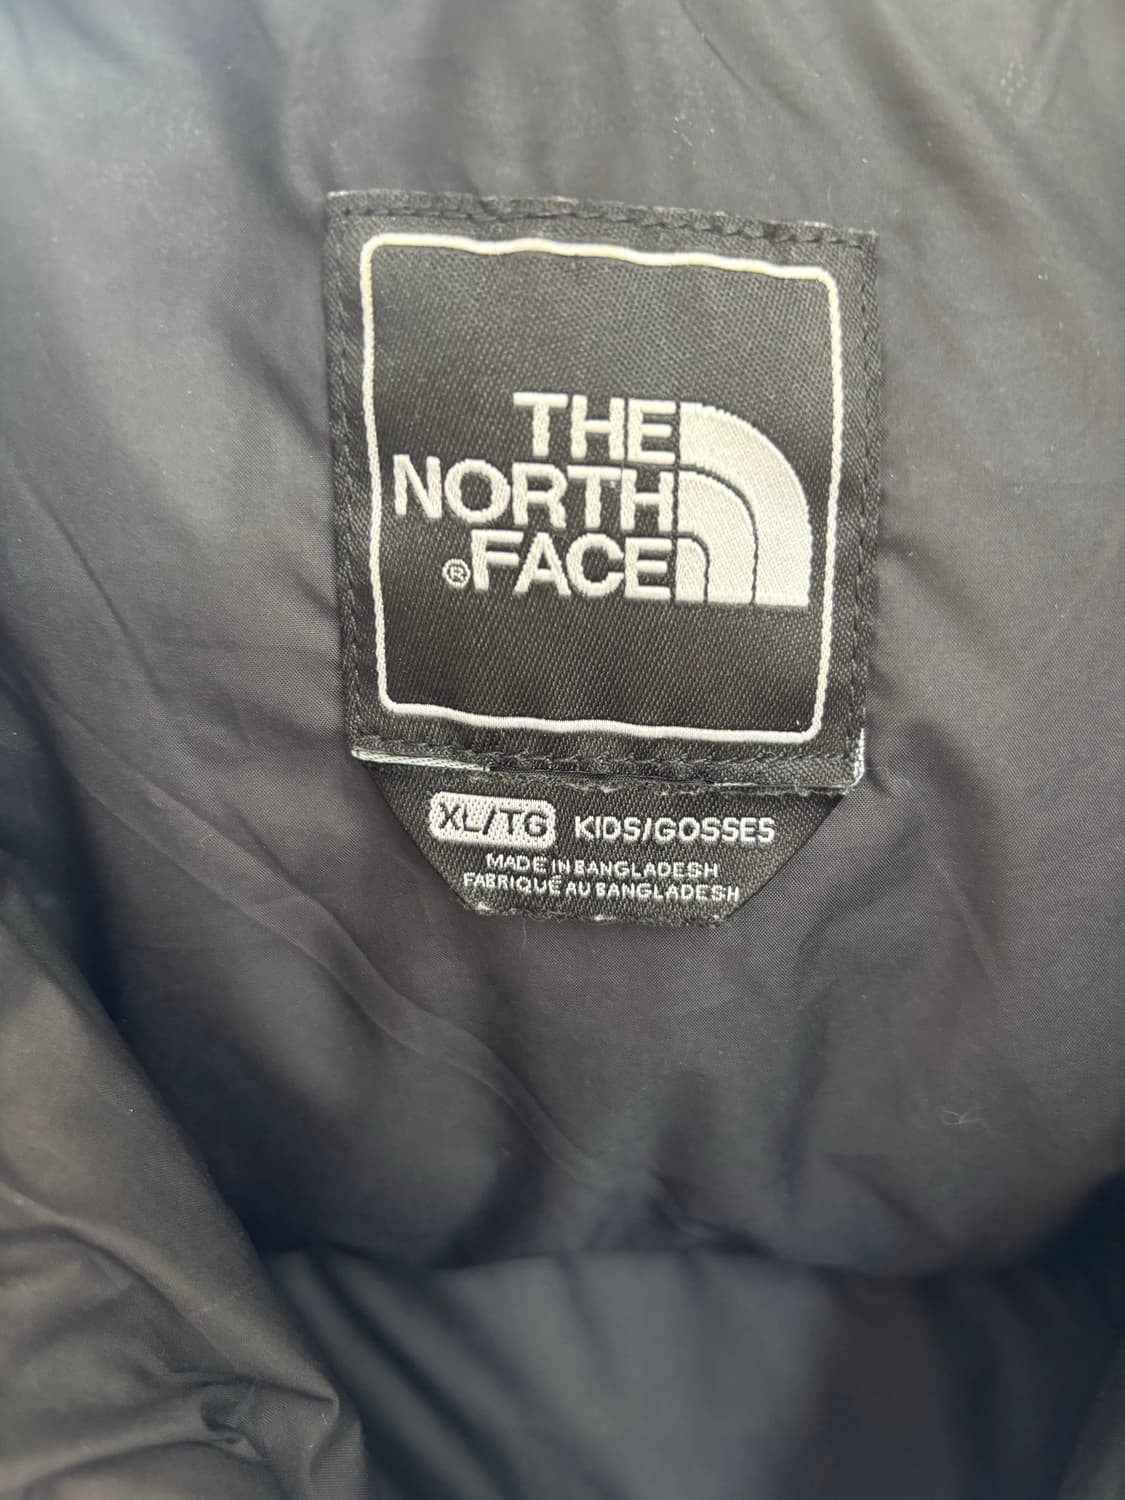 THE
NORTH
®FACE
XL/TG KIDS/GOSSES
MADE IN BANGLADESH
FABRIQUÉ AU BANGLADESH